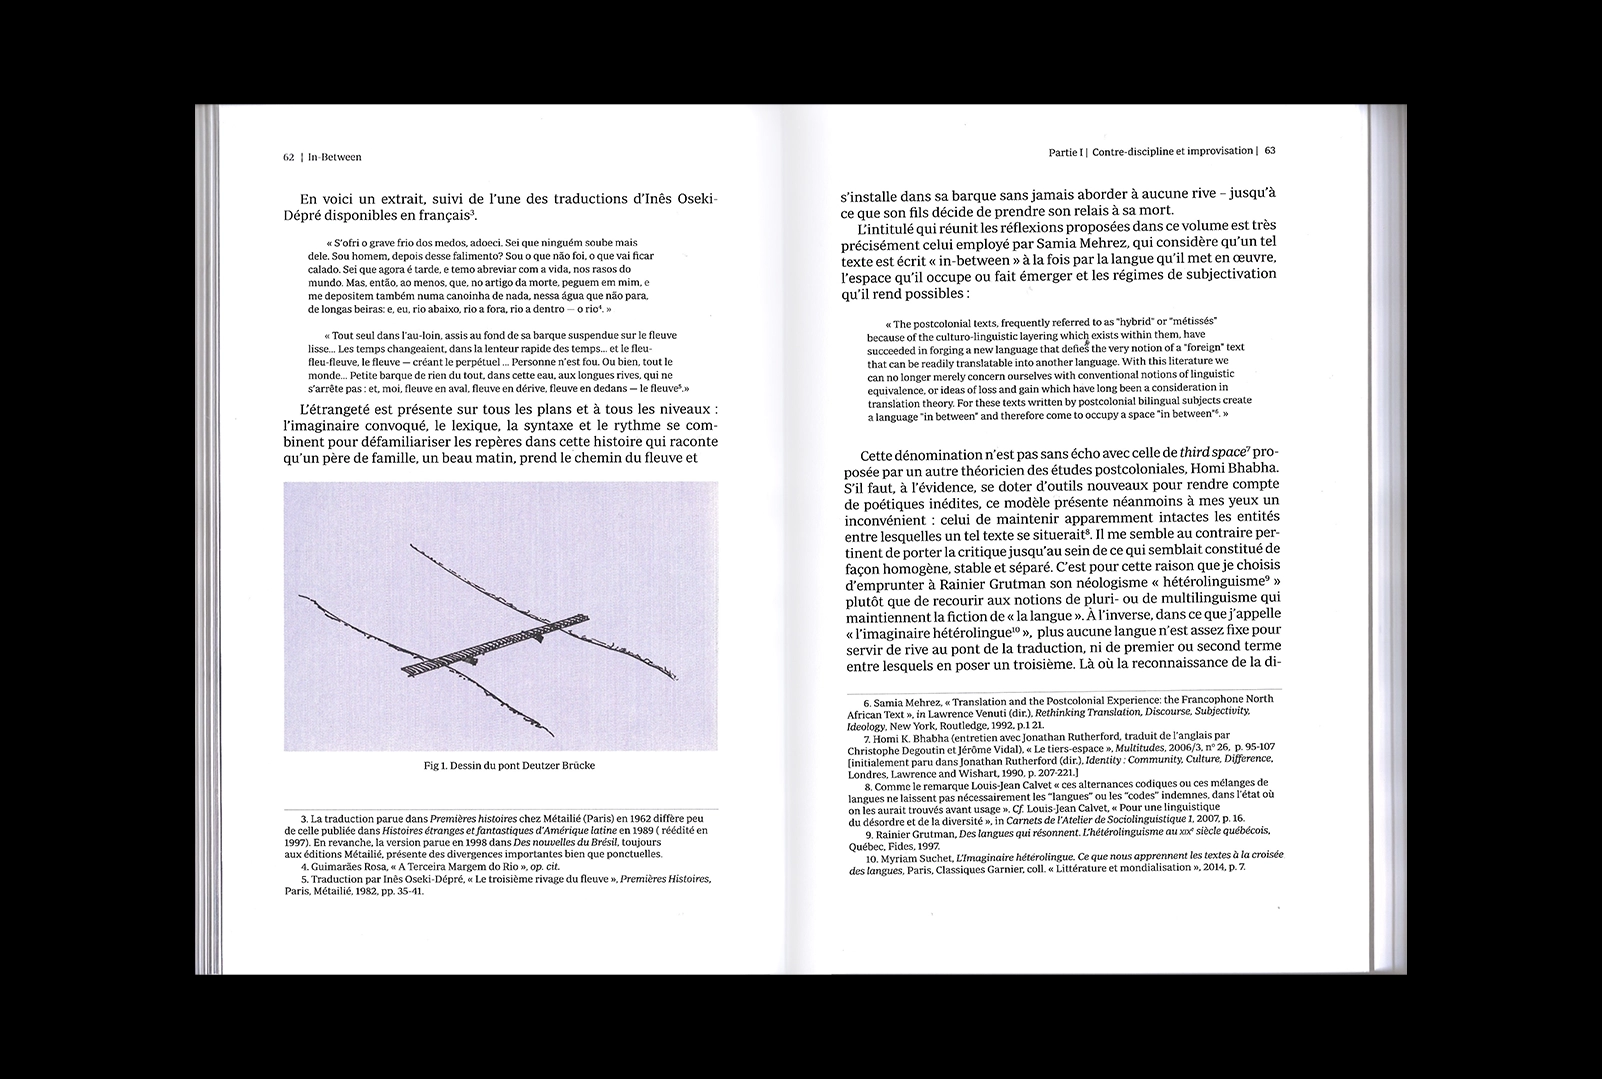 62 | In-Between
En voici un extrait, suivi de l'une des traductions d'Inês Oseki-
Dépré disponibles en français³.
« S'ofri o grave frio dos medos, adoeci. Sei que ninguém soube mais
dele. Sou homem, depois desse falimento? Sou o que não foi, o que vai ficar
calado. Sei que agora é tarde, e temo abreviar com a vida, nos rasos do
mundo. Mas, então, ao menos, que, no artigo da morte, peguem em mim, e
me depositem também numa canoinha de nada, nessa água que não para,
de longas beiras: e, eu, rio abaixo, rio a fora, rio a dentro — o rio⁴. »
« Tout seul dans l'au-loin, assis au fond de sa barque suspendue sur le fleuve
lisse... Les temps changeaient, dans la lenteur rapide des temps... et le fleu-
fleu-fleuve, le fleuve — créant le perpétuel ... Personne n'est fou. Ou bien, tout le
monde... Petite barque de rien du tout, dans cette eau, aux longues rives, qui ne
s'arrête pas : et, moi, fleuve en aval, fleuve en dérive, fleuve en dedans — le fleuve⁵.»
L'étrangeté est présente sur tous les plans et à tous les niveaux :
l'imaginaire convoqué, le lexique, la syntaxe et le rythme se com-
binent pour défamiliariser les repères dans cette histoire qui raconte
qu'un père de famille, un beau matin, prend le chemin du fleuve et
Fig 1. Dessin du pont Deutzer Brücke
3. La traduction parue dans Premières histoires chez Métailié (Paris) en 1962 diffère peu
de celle publiée dans Histoires étranges et fantastiques d'Amérique latine en 1989 ( réédité en
1997). En revanche, la version parue en 1998 dans Des nouvelles du Brésil, toujours
aux éditions Métailié, présente des divergences importantes bien que ponctuelles.
4. Guimarães Rosa, « A Terceira Margem do Rio », op. cit.
5. Traduction par Inês Oseki-Dépré, « Le troisième rivage du fleuve », Premières Histoires,
Paris, Métailié, 1982, pp. 35-41.
Partie I | Contre-discipline et improvisation | 63
s'installe dans sa barque sans jamais aborder à aucune rive – jusqu'à
ce que son fils décide de prendre son relais à sa mort.
L'intitulé qui réunit les réflexions proposées dans ce volume est très
précisément celui employé par Samia Mehrez, qui considère qu'un tel
texte est écrit « in-between » à la fois par la langue qu'il met en œuvre,
l'espace qu'il occupe ou fait émerger et les régimes de subjectivation
qu'il rend possibles :
« The postcolonial texts, frequently referred to as "hybrid" or "métissés"
because of the culturo-linguistic layering which exists within them, have
succeeded in forging a new language that defies the very notion of a "foreign" text
that can be readily translatable into another language. With this literature we
can no longer merely concern ourselves with conventional notions of linguistic
equivalence, or ideas of loss and gain which have long been a consideration in
translation theory. For these texts written by postcolonial bilingual subjects create
a language "in between" and therefore come to occupy a space "in between"⁶. »
Cette dénomination n'est pas sans écho avec celle de third space⁷ pro-
posée par un autre théoricien des études postcoloniales, Homi Bhabha.
S'il faut, à l'évidence, se doter d'outils nouveaux pour rendre compte
de poétiques inédites, ce modèle présente néanmoins à mes yeux un
inconvénient : celui de maintenir apparemment intactes les entités
entre lesquelles un tel texte se situerait⁸. Il me semble au contraire per-
tinent de porter la critique jusqu'au sein de ce qui semblait constitué de
façon homogène, stable et séparé. C'est pour cette raison que je choisis
d'emprunter à Rainier Grutman son néologisme « hétérolinguisme⁹ »
plutôt que de recourir aux notions de pluri- ou de multilinguisme qui
maintiennent la fiction de « la langue ». À l'inverse, dans ce que j'appelle
« l'imaginaire hétérolingue¹⁰ », plus aucune langue n'est assez fixe pour
servir de rive au pont de la traduction, ni de premier ou second terme
entre lesquels en poser un troisième. Là où la reconnaissance de la di-
6. Samia Mehrez, « Translation and the Postcolonial Experience: the Francophone North
African Text », in Lawrence Venuti (dir.), Rethinking Translation, Discourse, Subjectivity,
Ideology, New York, Routledge, 1992, p.1 21.
7. Homi K. Bhabha (entretien avec Jonathan Rutherford, traduit de l'anglais par
Christophe Degoutin et Jérôme Vidal), « Le tiers-espace », Multitudes, 2006/3, n° 26, p. 95-107
[initialement paru dans Jonathan Rutherford (dir.), Identity : Community, Culture, Difference,
Londres, Lawrence and Wishart, 1990, p. 207-221.]
8. Comme le remarque Louis-Jean Calvet « ces alternances codiques ou ces mélanges de
langues ne laissent pas nécessairement les "langues" ou les "codes" indemnes, dans l'état où
on les aurait trouvés avant usage ». Cf. Louis-Jean Calvet, « Pour une linguistique
du désordre et de la diversité », in Carnets de l'Atelier de Sociolinguistique 1, 2007, p. 16.
9. Rainier Grutman, Des langues qui résonnent. L'hétérolinguisme au XIXᵉ siècle québécois,
Québec, Fides, 1997.
10. Myriam Suchet, L'Imaginaire hétérolingue. Ce que nous apprennent les textes à la croisée
des langues, Paris, Classiques Garnier, coll. « Littérature et mondialisation », 2014, p. 7.